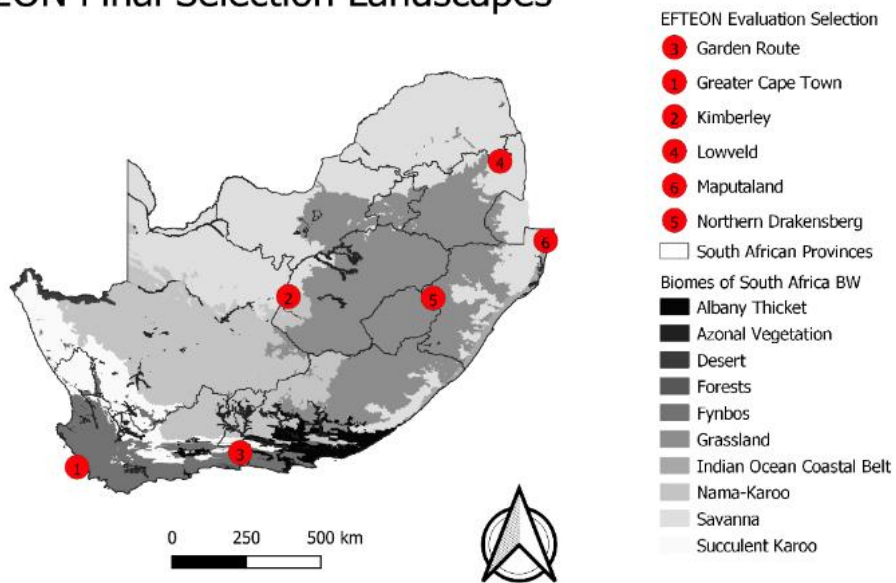 EON Final Selection Landscapes
EFTEON Evaluation Selection
3 Garden Route
1 Greater Cape Town
2 Kimberley
4 Lowveld
6 Maputaland
5 Northern Drakensberg
South African Provinces
Biomes of South Africa BW
Albany Thicket
Azonal Vegetation
Desert
Forests
Fynbos
Grassland
Indian Ocean Coastal Belt
Nama-Karoo
Savanna
Succulent Karoo
4
6
2
5
3
1
0 250 500 km